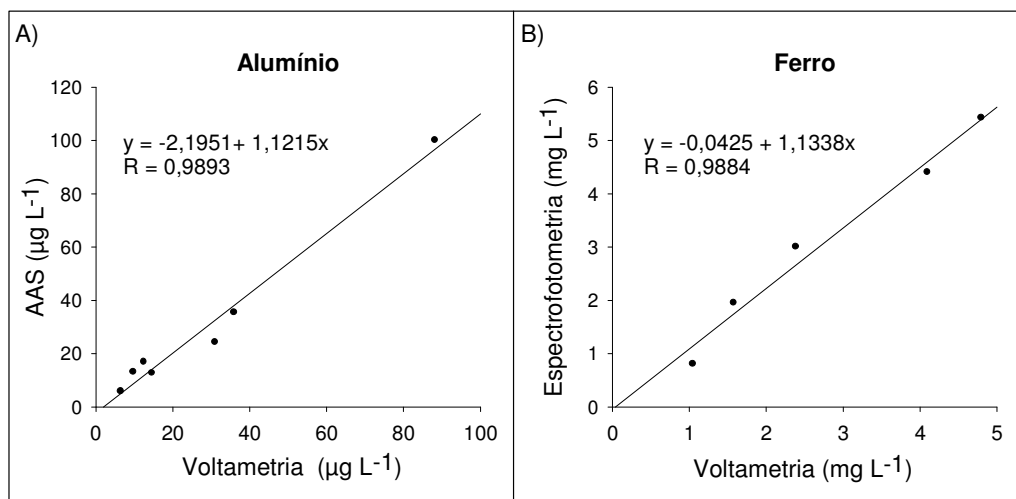 A)
Alumínio
y = -2,1951+ 1,1215x
R = 0,9893
AAS (µg L-1)
120
100
80
60
40
20
0
0 20 40 60 80 100
Voltametria (µg L-1)
B)
Ferro
y = -0,0425 + 1,1338x
R = 0,9884
Espectrofotometria (mg L-1)
6
5
4
3
2
1
0
0 1 2 3 4 5
Voltametria (mg L-1)